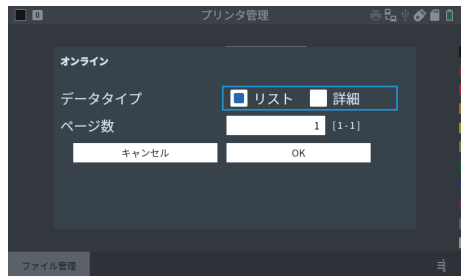 0 プリンタ管理
オンライン
データタイプ リスト 詳細
ページ数 1 [1-1]
キャンセル OK
ファイル管理